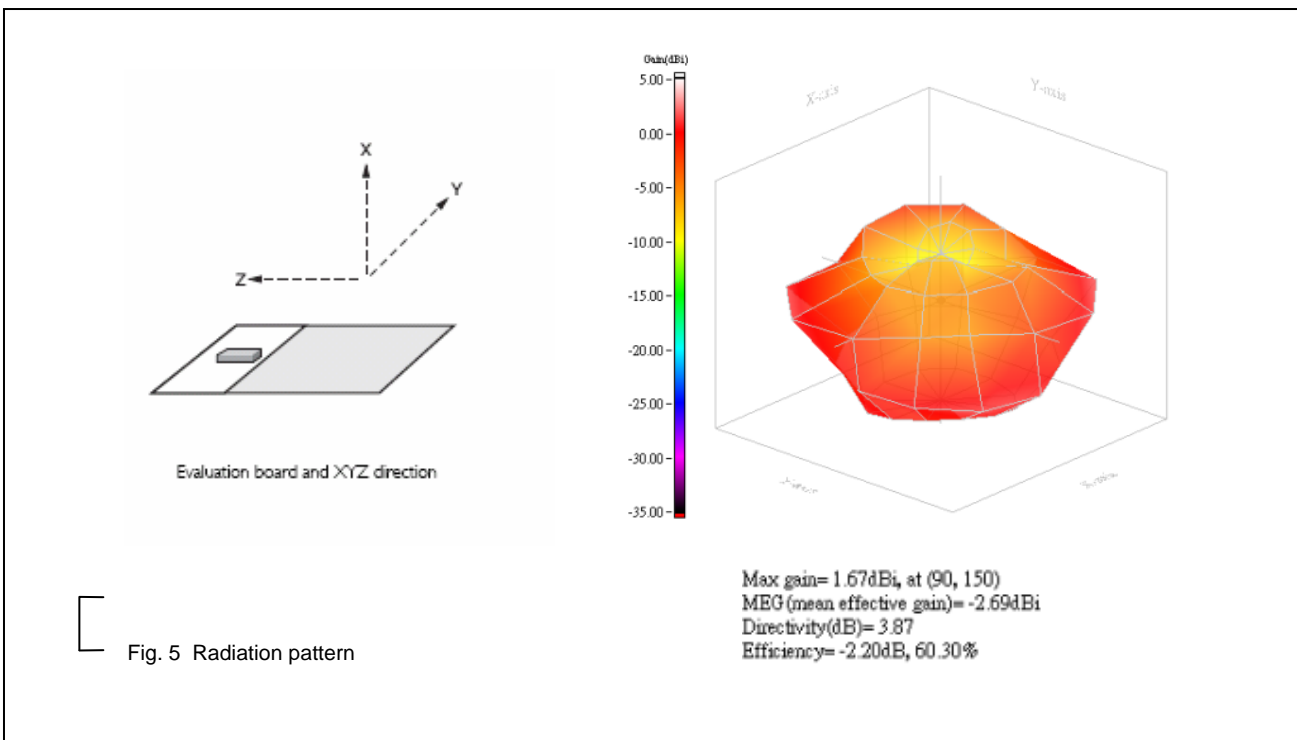 X
Y
Z
Evaluation board and XYZ direction
Fig. 5 Radiation pattern
Gain(dBi)
5.00
0.00
-5.00
-10.00
-15.00
-20.00
-25.00
-30.00
-35.00
X-axis
Y-axis
Max gain= 1.67dBi, at (90, 150)
MEG(mean effective gain)= -2.69dBi
Directivity(dB)= 3.87
Efficiency= -2.20dB, 60.30%